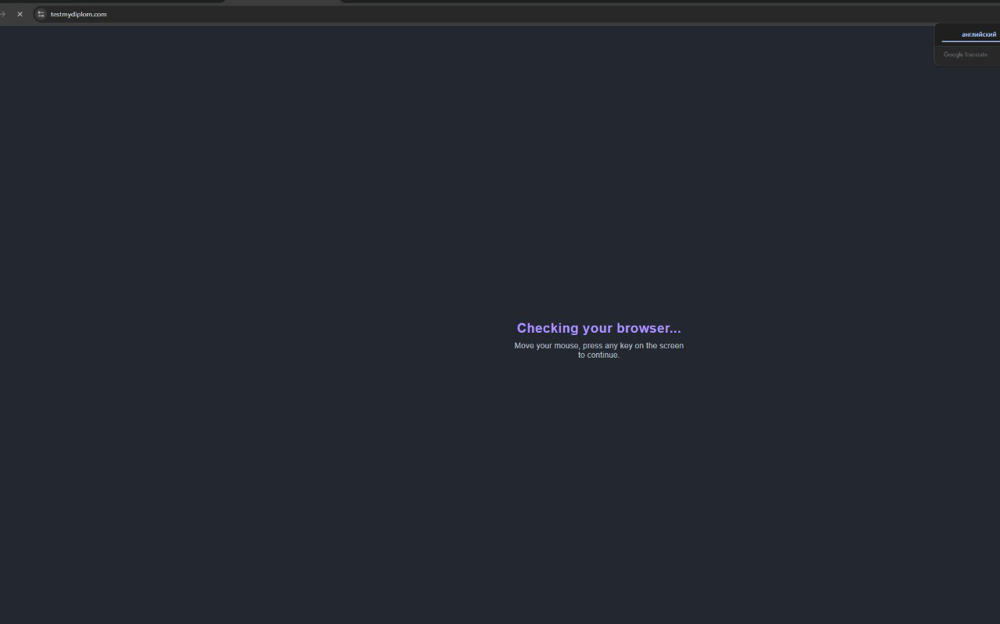 testmydiplom.com
английский
Google Translate
Checking your browser...
Move your mouse, press any key on the screen
to continue.